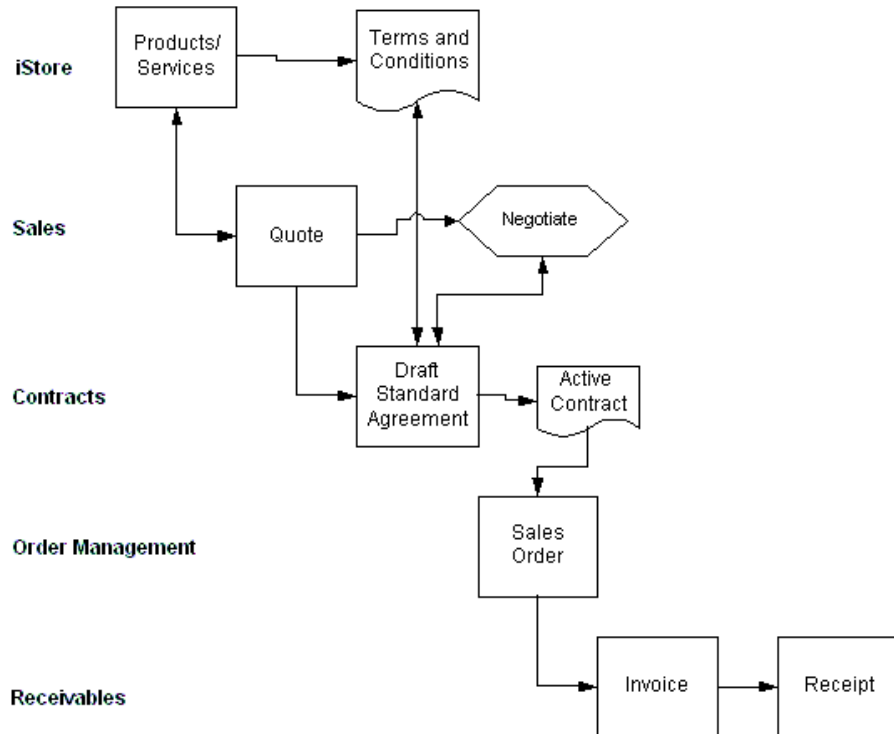 iStore
Products/
Services
Terms and
Conditions
Sales
Quote
Negotiate
Contracts
Draft
Standard
Agreement
Active
Contract
Order Management
Sales
Order
Receivables
Invoice
Receipt